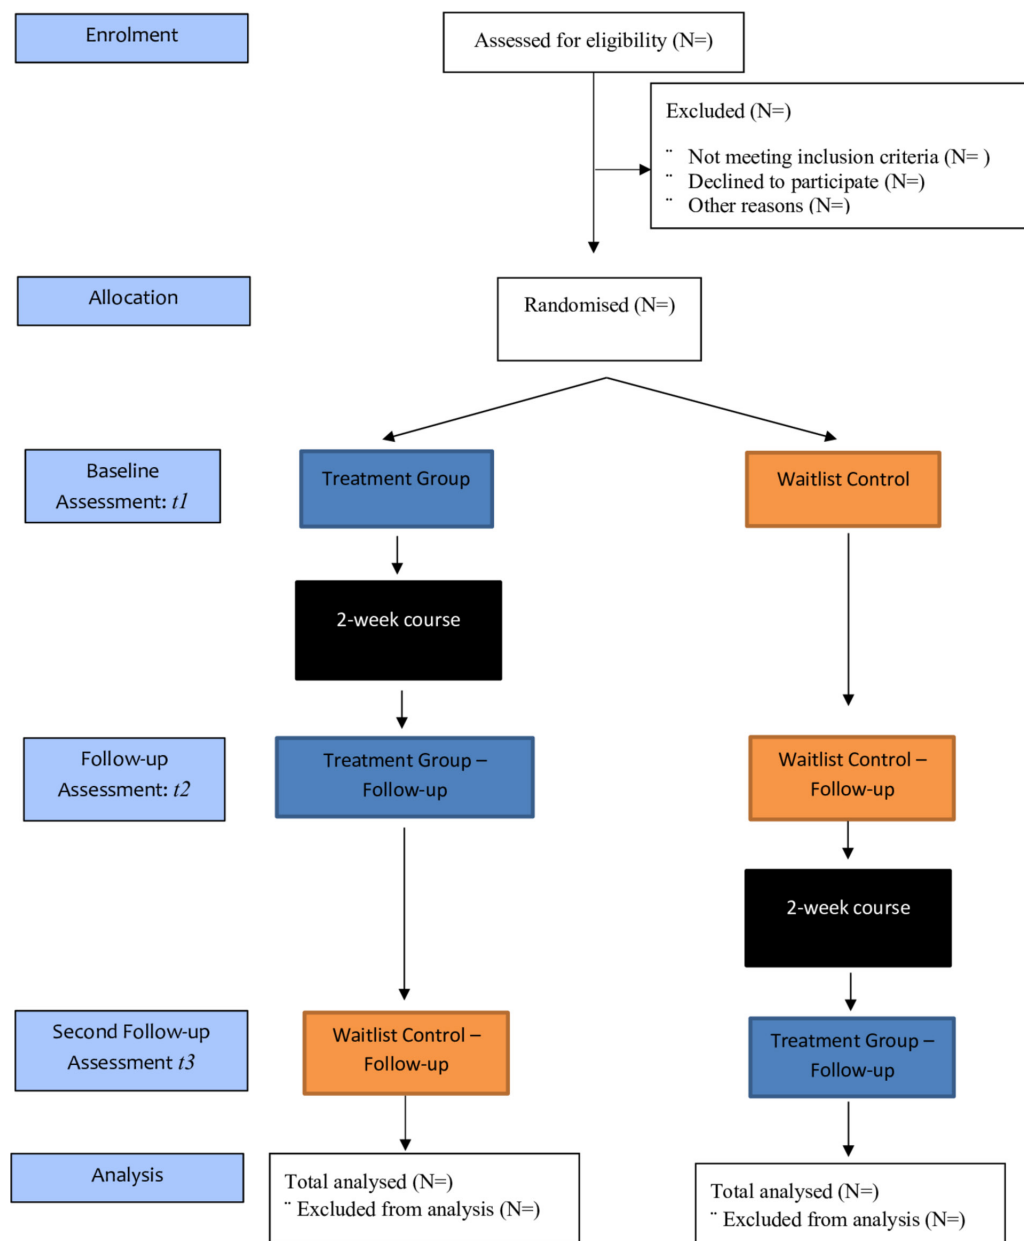 Enrolment
Assessed for eligibility (N=)
Excluded (N=)
¨ Not meeting inclusion criteria (N= )
¨ Declined to participate (N=)
¨ Other reasons (N=)
Allocation
Randomised (N=)
Baseline
Assessment: t1
Treatment Group
Waitlist Control
2-week course
Follow-up
Assessment: t2
Treatment Group –
Follow-up
Waitlist Control –
Follow-up
2-week course
Second Follow-up
Assessment t3
Waitlist Control –
Follow-up
Treatment Group –
Follow-up
Analysis
Total analysed (N=)
¨ Excluded from analysis (N=)
Total analysed (N=)
¨ Excluded from analysis (N=)